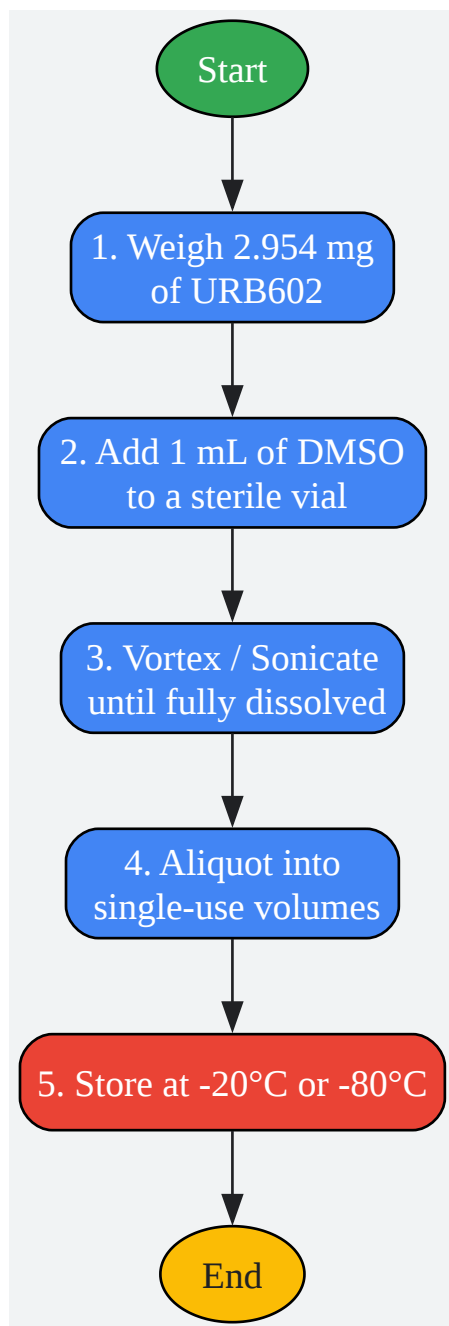 Start
1. Weigh 2.954 mg
of URB602
2. Add 1 mL of DMSO
to a sterile vial
3. Vortex / Sonicate
until fully dissolved
4. Aliquot into
single-use volumes
5. Store at -20°C or -80°C
End